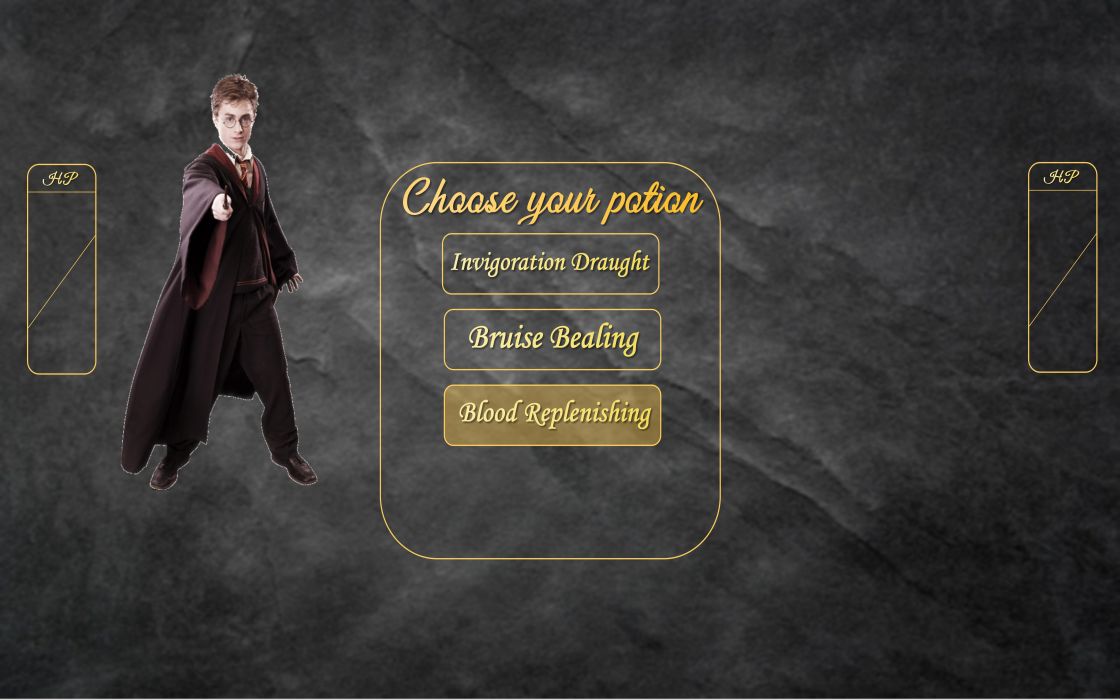 HP
Choose your potion
HP
Invigoration Draught
Bruise Bealing
Blood Replenishing